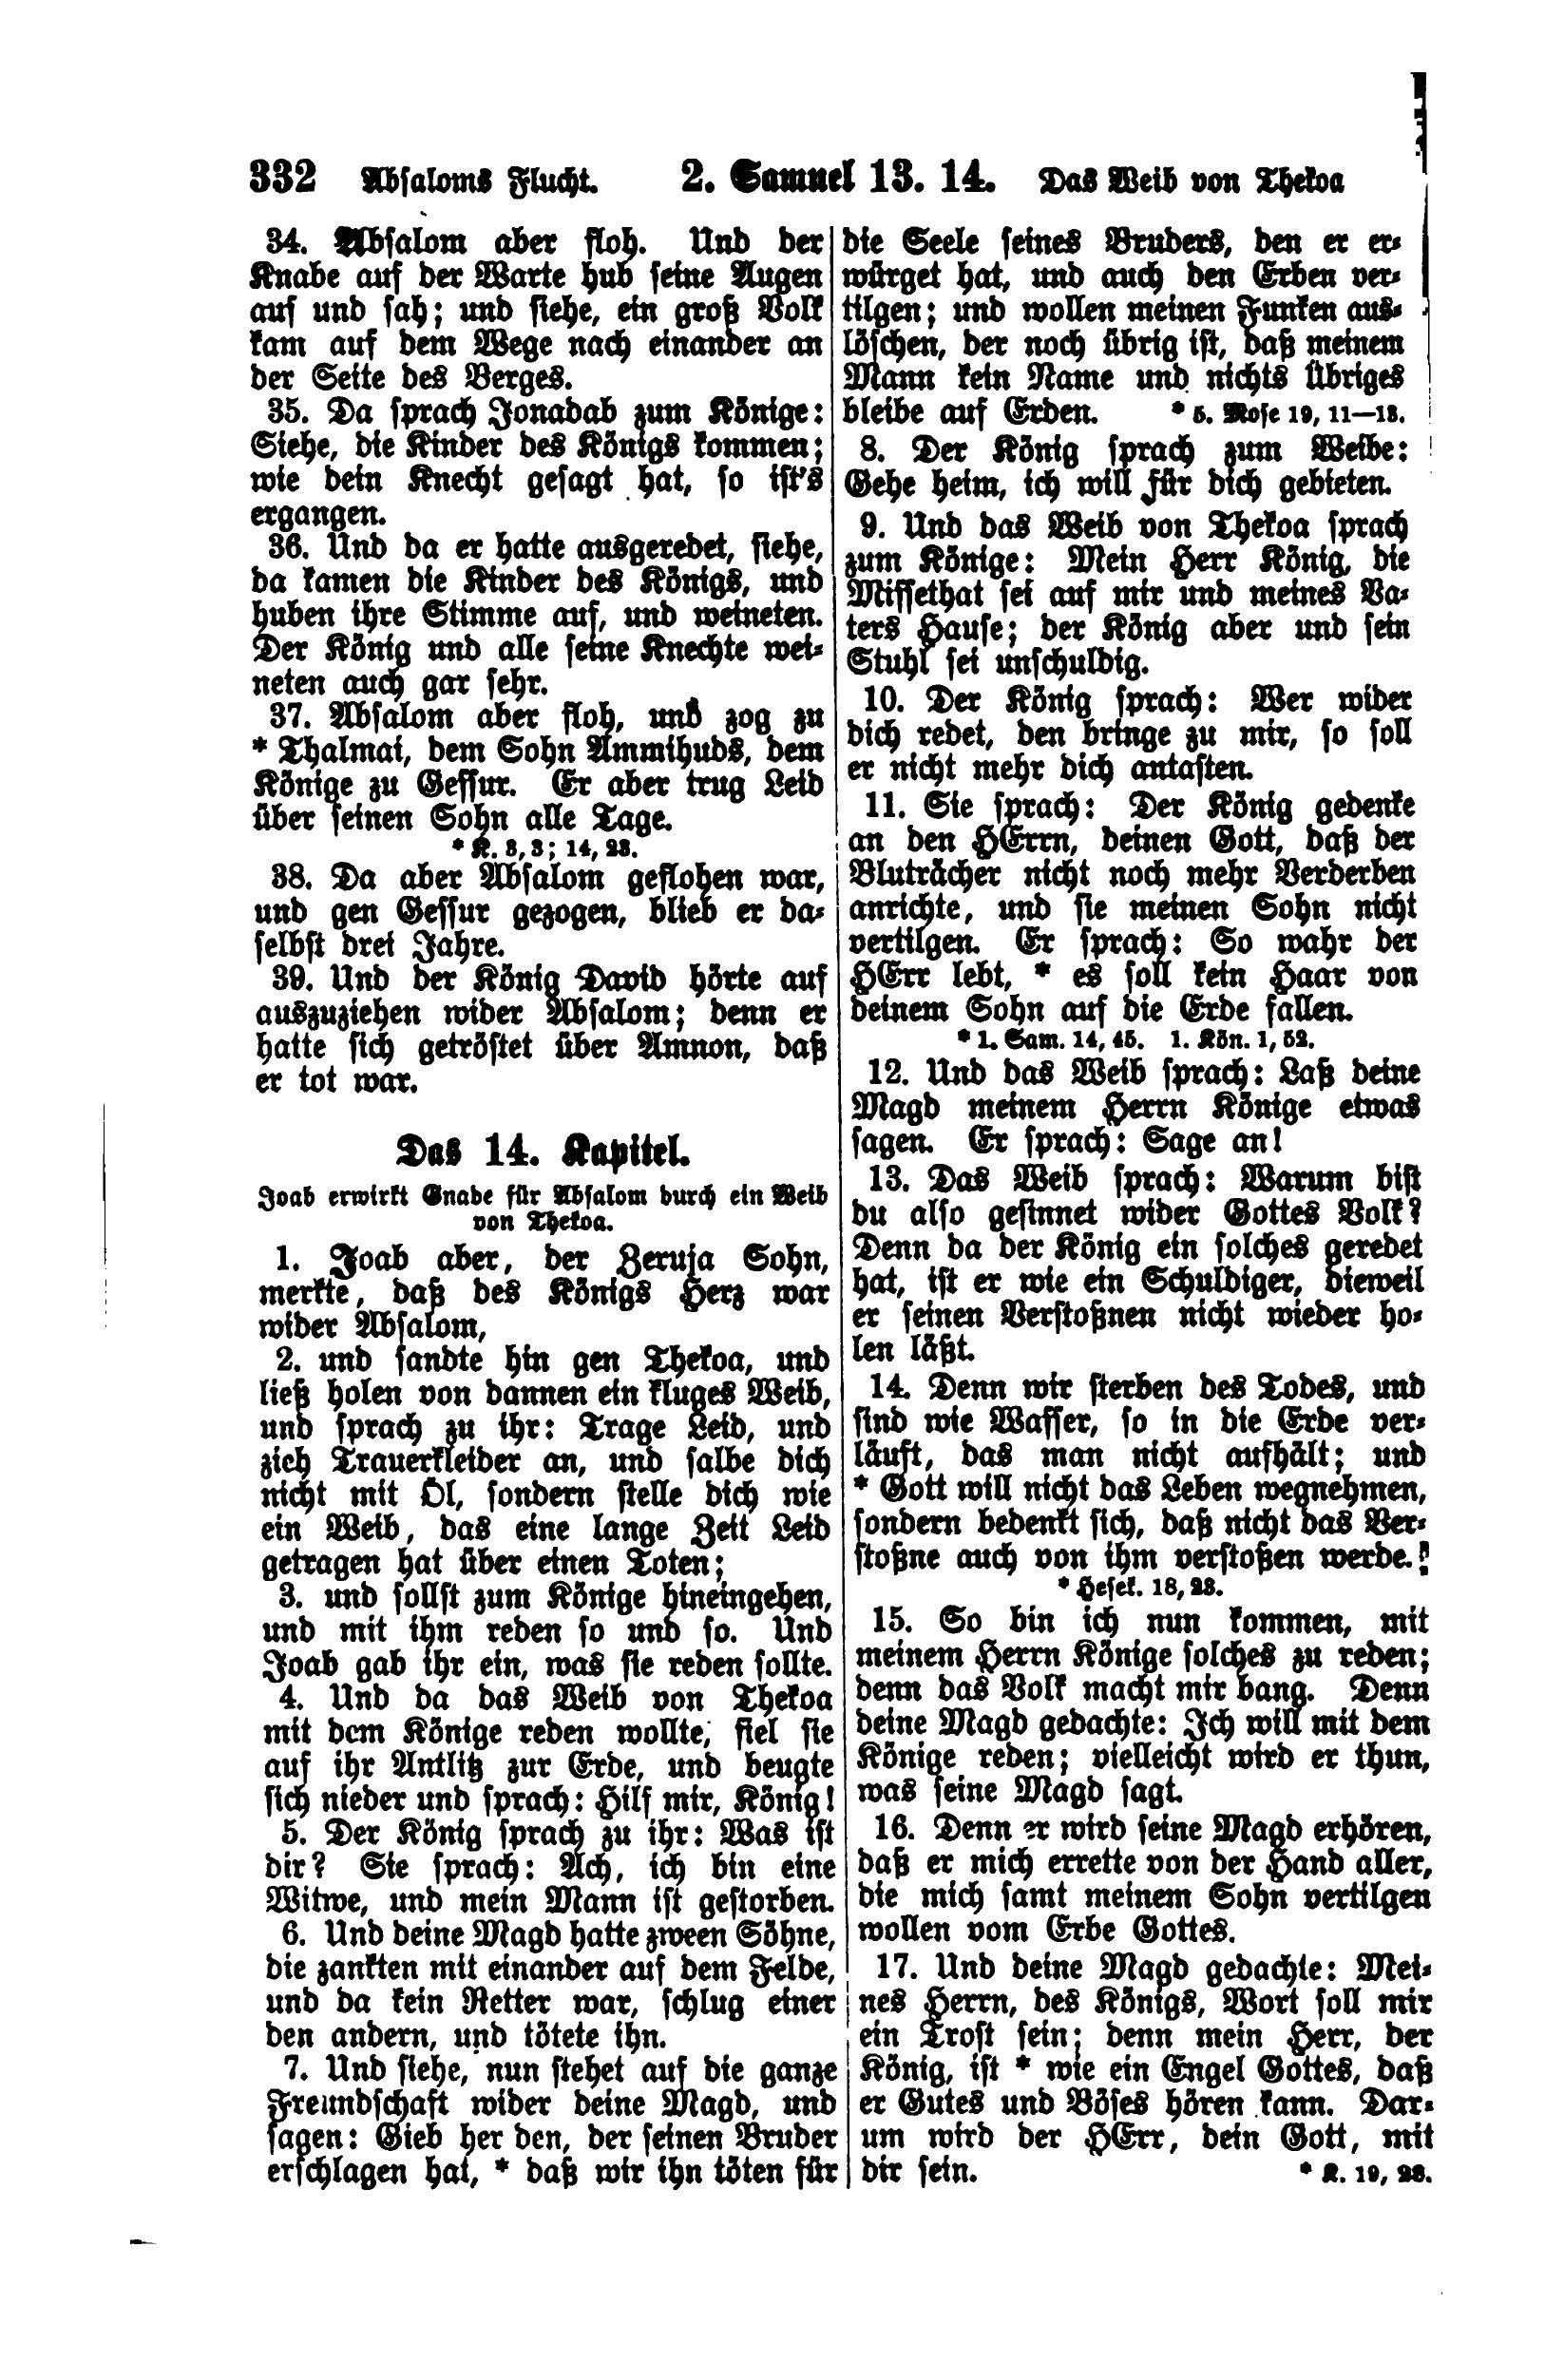 332 Absaloms Flucht. 2. Samuel 13. 14. Das Weib von Thekoa
34. Absalom aber floh. Und der
Knabe auf der Warte hub seine Augen
auf und sah; und siehe, ein groß Volk
kam auf dem Wege nach einander an
der Seite des Berges.
35. Da sprach Jonadab zum Könige:
Siehe, die Kinder des Königs kommen;
wie dein Knecht gesagt hat, so ist's
ergangen.
36. Und da er hatte ausgeredet, siehe,
da kamen die Kinder des Königs, und
huben ihre Stimme auf, und weineten.
Der König und alle seine Knechte wei-
neten auch gar sehr.
37. Absalom aber floh, und zog zu
* Thalmai, dem Sohn Ammihuds, dem
Könige zu Gessur. Er aber trug Leid
über seinen Sohn alle Tage.
* K. 3, 3; 14, 23.
38. Da aber Absalom geflohen war,
und gen Gessur gezogen, blieb er da-
selbst drei Jahre.
39. Und der König David hörte auf
auszuziehen wider Absalom; denn er
hatte sich getröstet über Amnon, daß
er tot war.
Das 14. Kapitel.
Joab erwirkt Gnade für Absalom durch ein Weib
von Thekoa.
1. Joab aber, der Zeruja Sohn,
merkte, daß des Königs Herz war
wider Absalom,
2. und sandte hin gen Thekoa, und
ließ holen von dannen ein kluges Weib,
und sprach zu ihr: Trage Leid, und
zieh Trauerkleider an, und salbe dich
nicht mit Öl, sondern stelle dich wie
ein Weib, das eine lange Zeit Leid
getragen hat über einen Toten;
3. und sollst zum Könige hineingehen,
und mit ihm reden so und so. Und
Joab gab ihr ein, was sie reden sollte.
4. Und da das Weib von Thekoa
mit dem Könige reden wollte, fiel sie
auf ihr Antlitz zur Erde, und beugte
sich nieder und sprach: Hilf mir, König!
5. Der König sprach zu ihr: Was ist
dir? Sie sprach: Ach, ich bin eine
Witwe, und mein Mann ist gestorben.
6. Und deine Magd hatte zween Söhne,
die zankten mit einander auf dem Felde,
und da kein Retter war, schlug einer
den andern, und tötete ihn.
7. Und siehe, nun stehet auf die ganze
Freundschaft wider deine Magd, und
sagen: Gieb her den, der seinen Bruder
erschlagen hat, * daß wir ihn töten für
die Seele seines Bruders, den er er-
würget hat, und auch den Erben ver-
tilgen; und wollen meinen Funken aus-
löschen, der noch übrig ist, daß meinem
Mann kein Name und nichts Übriges
bleibe auf Erden. * 5. Mose 19, 11—13.
8. Der König sprach zum Weibe:
Gehe heim, ich will für dich gebieten.
9. Und das Weib von Thekoa sprach
zum Könige: Mein Herr König, die
Missethat sei auf mir und meines Va-
ters Hause; der König aber und sein
Stuhl sei unschuldig.
10. Der König sprach: Wer wider
dich redet, den bringe zu mir, so soll
er nicht mehr dich antasten.
11. Sie sprach: Der König gedenke
an den HErrn, deinen Gott, daß der
Bluträcher nicht noch mehr Verderben
anrichte, und sie meinen Sohn nicht
vertilgen. Er sprach: So wahr der
HErr lebt, * es soll kein Haar von
deinem Sohn auf die Erde fallen.
* 1. Sam. 14, 45. 1. Kön. 1, 52.
12. Und das Weib sprach: Laß deine
Magd meinem Herrn Könige etwas
sagen. Er sprach: Sage an!
13. Das Weib sprach: Warum bist
du also gesinnet wider Gottes Volk?
Denn da der König ein solches geredet
hat, ist er wie ein Schuldiger, dieweil
er seinen Verstoßnen nicht wieder ho-
len läßt.
14. Denn wir sterben des Todes, und
sind wie Wasser, so in die Erde ver-
läuft, das man nicht aufhält; und
* Gott will nicht das Leben wegnehmen,
sondern bedenkt sich, daß nicht das Ver-
stoßne auch von ihm verstoßen werde.
* Hesek. 18, 23.
15. So bin ich nun kommen, mit
meinem Herrn Könige solches zu reden;
denn das Volk macht mir bang. Denn
deine Magd gedachte: Ich will mit dem
Könige reden; vielleicht wird er thun,
was seine Magd sagt.
16. Denn er wird seine Magd erhören,
daß er mich errette von der Hand aller,
die mich samt meinem Sohn vertilgen
wollen vom Erbe Gottes.
17. Und deine Magd gedachte: Mei-
nes Herrn, des Königs, Wort soll mir
ein Trost sein; denn mein Herr, der
König, ist * wie ein Engel Gottes, daß
er Gutes und Böses hören kann. Dar-
um wird der HErr, dein Gott, mit
dir sein. * K. 19, 28.